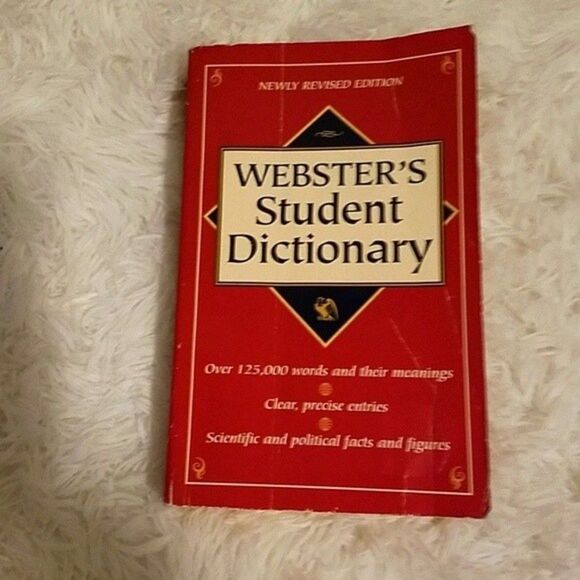 NEWLY REVISED EDITION
WEBSTER'S
Student
Dictionary
Over 125,000 words and their meanings
Clear, precise entries
Scientific and political facts and figures